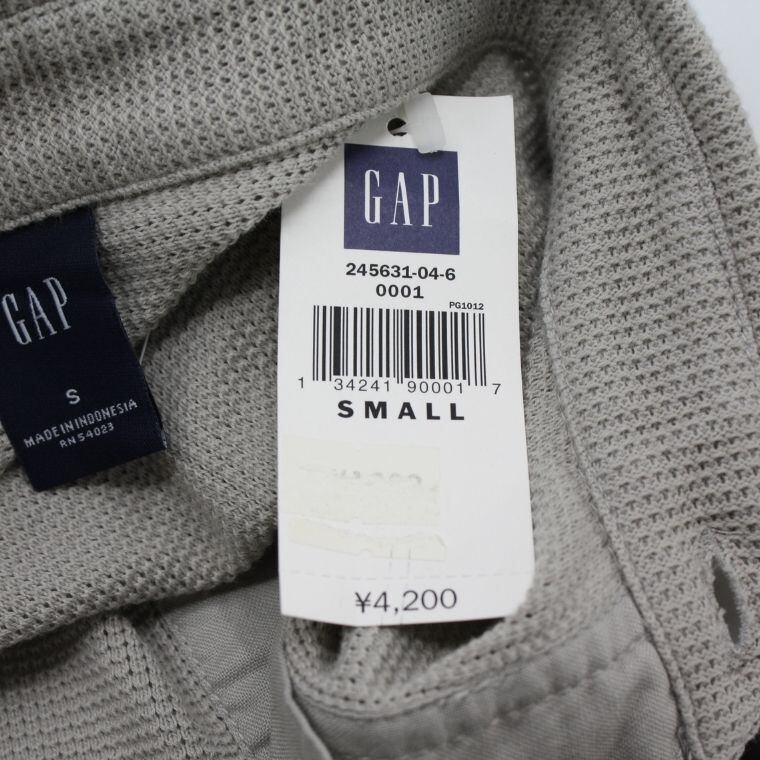 GAP
S
MADE IN INDONESIA
RN 54023
GAP
245631-04-6
0001
PG1012
1 34241 90001 7
SMALL
¥4,200